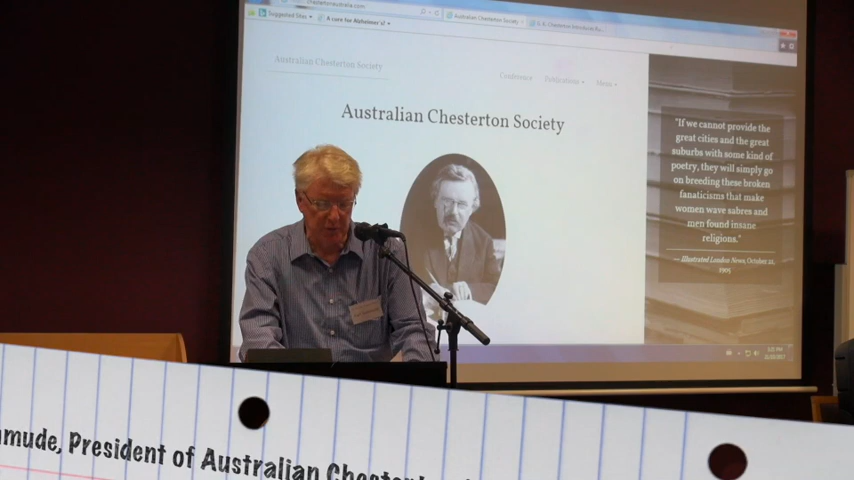 chestertonaustralia.com
Suggested Sites
A cure for Alzheimer's?
Australian Chesterton Society
Australian Chesterton Society
Conference Publications
Australian Chesterton Society
"If we cannot provide the
great cities and the great
suburbs with some kind of
poetry, they will simply go
on breeding these broken
fanaticisms that make
women wave sabres and
men found insane
religions."
— Illustrated London News, October 21,
1905
mude, President of Australian Chester